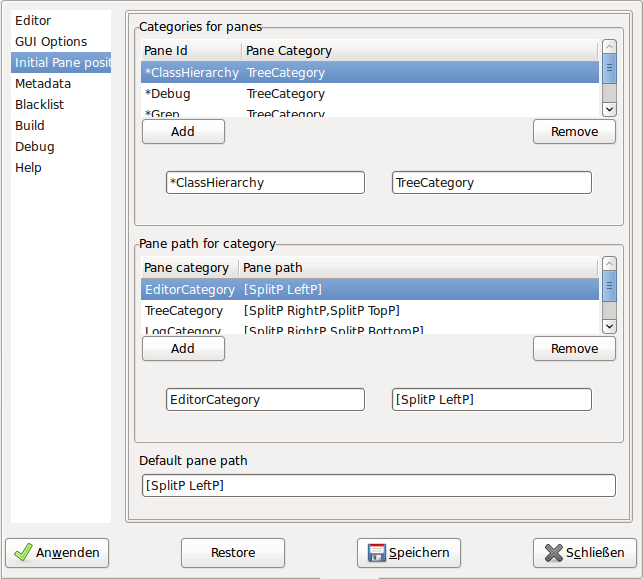 Editor
GUI Options
Initial Pane posit
Metadata
Blacklist
Build
Debug
Help
Categories for panes
Pane Id Pane Category
*ClassHierarchy TreeCategory
*Debug TreeCategory
*Grep TreeCategory
Add Remove
*ClassHierarchy TreeCategory
Pane path for category
Pane category Pane path
EditorCategory [SplitP LeftP]
TreeCategory [SplitP RightP,SplitP TopP]
LogCategory [SplitP RightP,SplitP BottomP]
Add Remove
EditorCategory [SplitP LeftP]
Default pane path
[SplitP LeftP]
Anwenden Restore Speichern Schließen